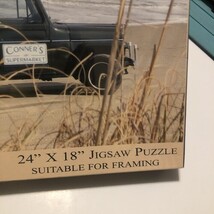 CONNER'S
SUPERMARKET
24" X 18" JIGSAW PUZZLE
SUITABLE FOR FRAMING